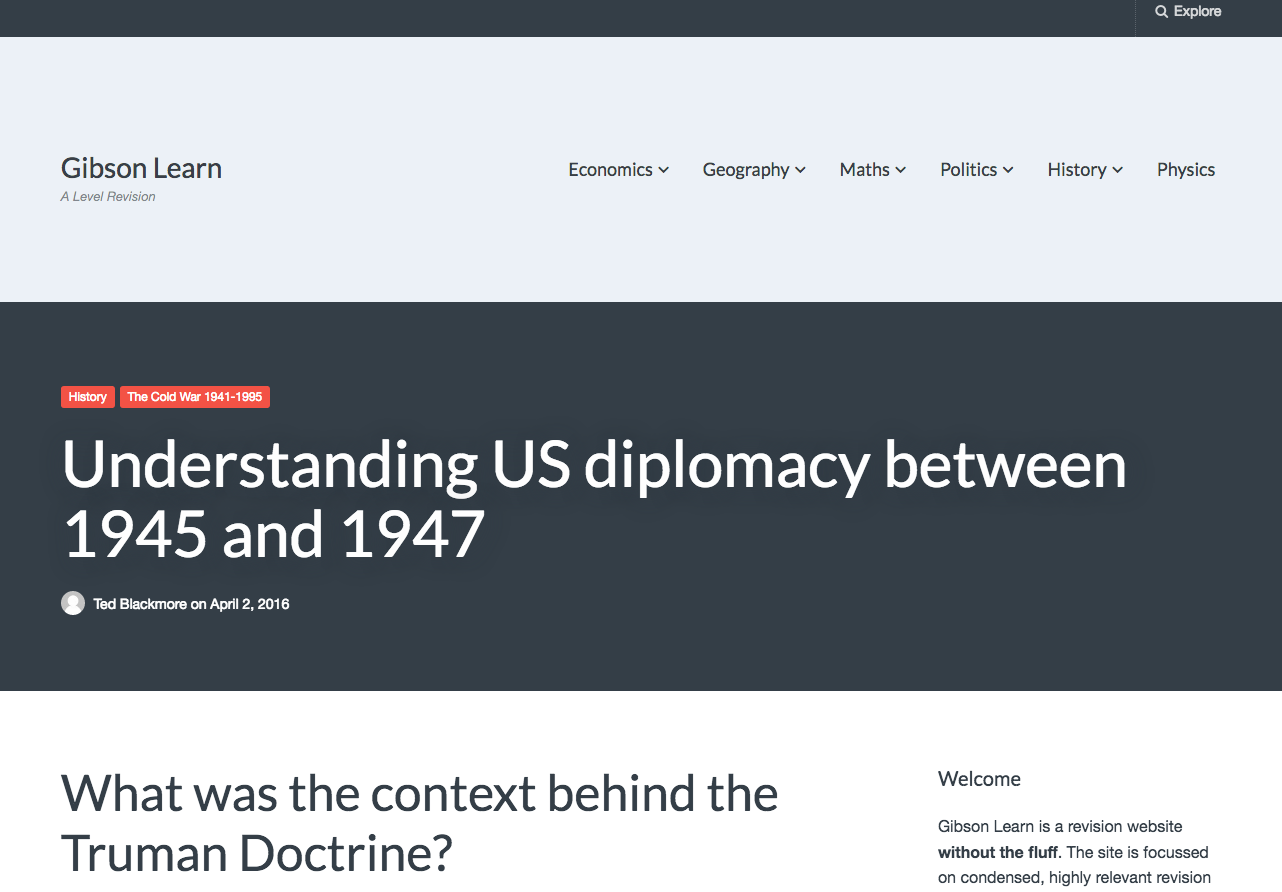 Explore
Gibson Learn
A Level Revision
Economics Geography Maths Politics History Physics
History The Cold War 1941-1995
Understanding US diplomacy between
1945 and 1947
Ted Blackmore on April 2, 2016
What was the context behind the
Truman Doctrine?
Welcome
Gibson Learn is a revision website
without the fluff. The site is focussed
on condensed, highly relevant revision